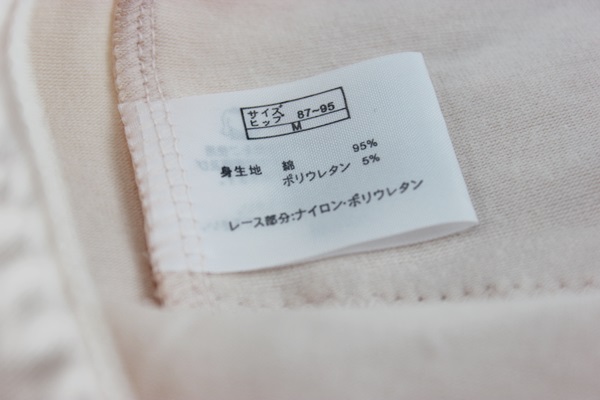 サイズ
ヒップ 87-95
M
身生地 綿 95%
ポリウレタン 5%
レース部分:ナイロン・ポリウレタン